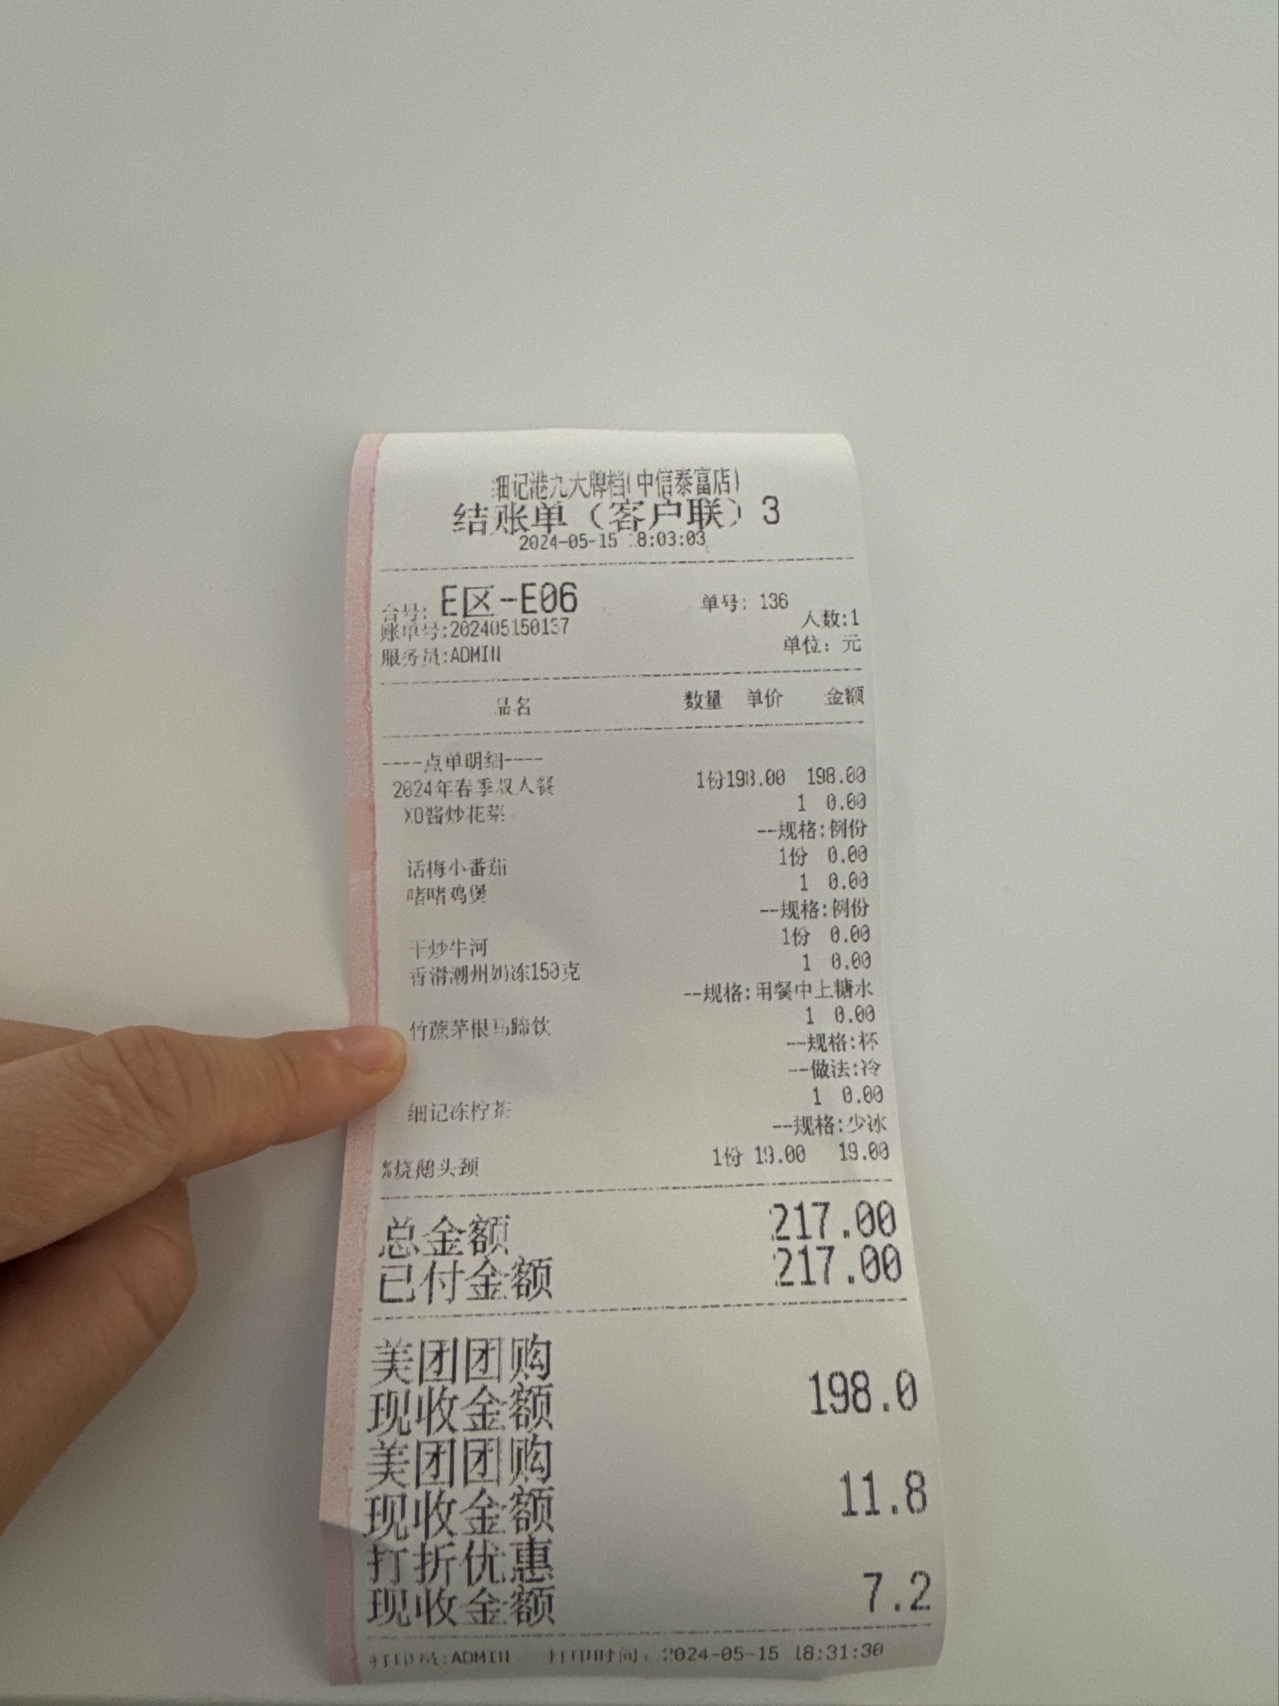 细记港九大牌档(中信泰富店)
结账单（客户联）3
2024-05-15 18:03:03
台号: E区-E06 单号: 136
账单号:202405150137 人数:1
服务员:ADMIN 单位: 元
品名 数量 单价 金额
----点单明细----
2024年春季双人餐 1份198.00 198.00
XO酱炒花菜 1 0.00
--规格:例份
话梅小番茄 1份 0.00
啫啫鸡煲 1 0.00
--规格:例份
干炒牛河 1份 0.00
香滑潮州奶冻150克 1 0.00
--规格:用餐中上糖水
竹蔗茅根马蹄饮 1 0.00
--规格:杯
--做法:冷
细记冻柠茶 1 0.00
--规格:少冰
%烧鹅头颈 1份 19.00 19.00
总金额 217.00
已付金额 217.00
美团团购
现收金额 198.0
美团团购
现收金额 11.8
打折优惠
现收金额 7.2
打印员:ADMIN 打印时间: 2024-05-15 18:31:30